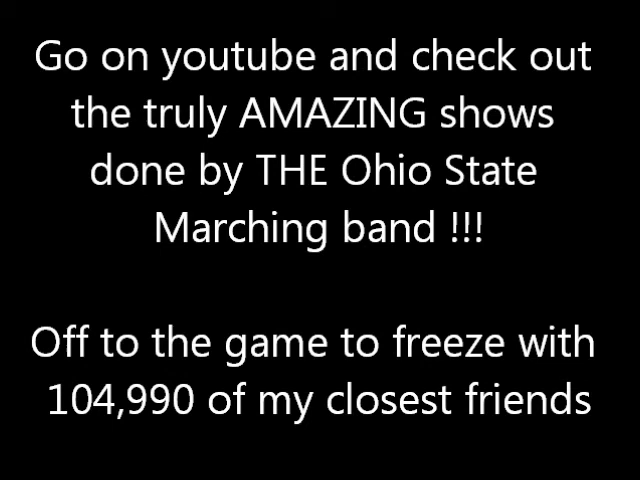 Go on youtube and check out
the truly AMAZING shows
done by THE Ohio State
Marching band !!!
Off to the game to freeze with
104,990 of my closest friends